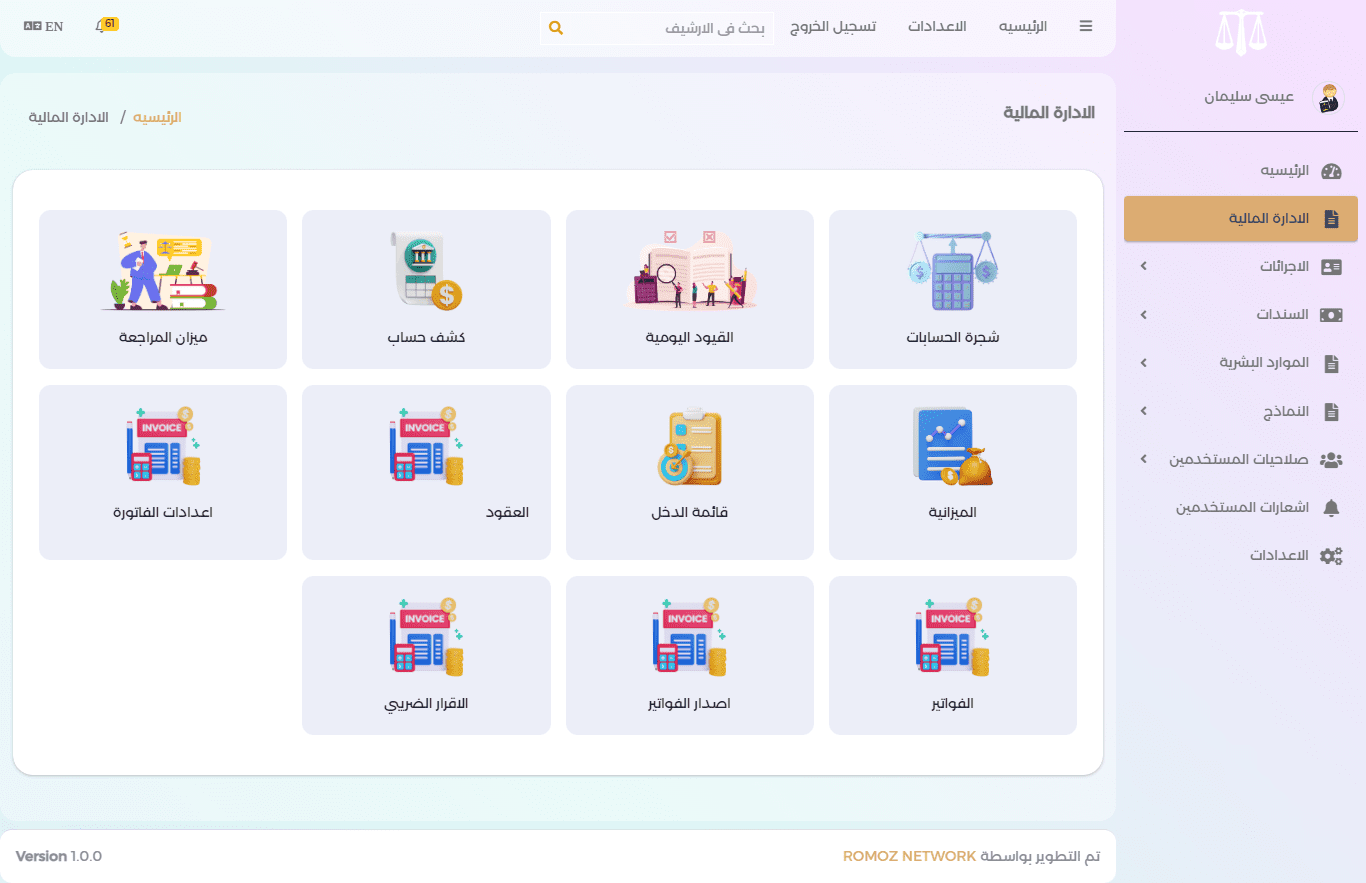 الرئيسيه
الاعدادات
تسجيل الخروج
بحث فى الارشيف
61
EN
عيسى سليمان
الرئيسيه
الادارة المالية
الاجرائات
السندات
الموارد البشرية
النماذج
صلاحيات المستخدمين
اشعارات المستخدمين
الاعدادات
الادارة المالية
الرئيسيه / الادارة المالية
شجرة الحسابات
القيود اليومية
كشف حساب
ميزان المراجعة
الميزانية
قائمة الدخل
INVOICE
العقود
INVOICE
اعدادات الفاتورة
INVOICE
الفواتير
INVOICE
اصدار الفواتير
INVOICE
الاقرار الضريبي
تم التطوير بواسطة ROMOZ NETWORK
Version 1.0.0